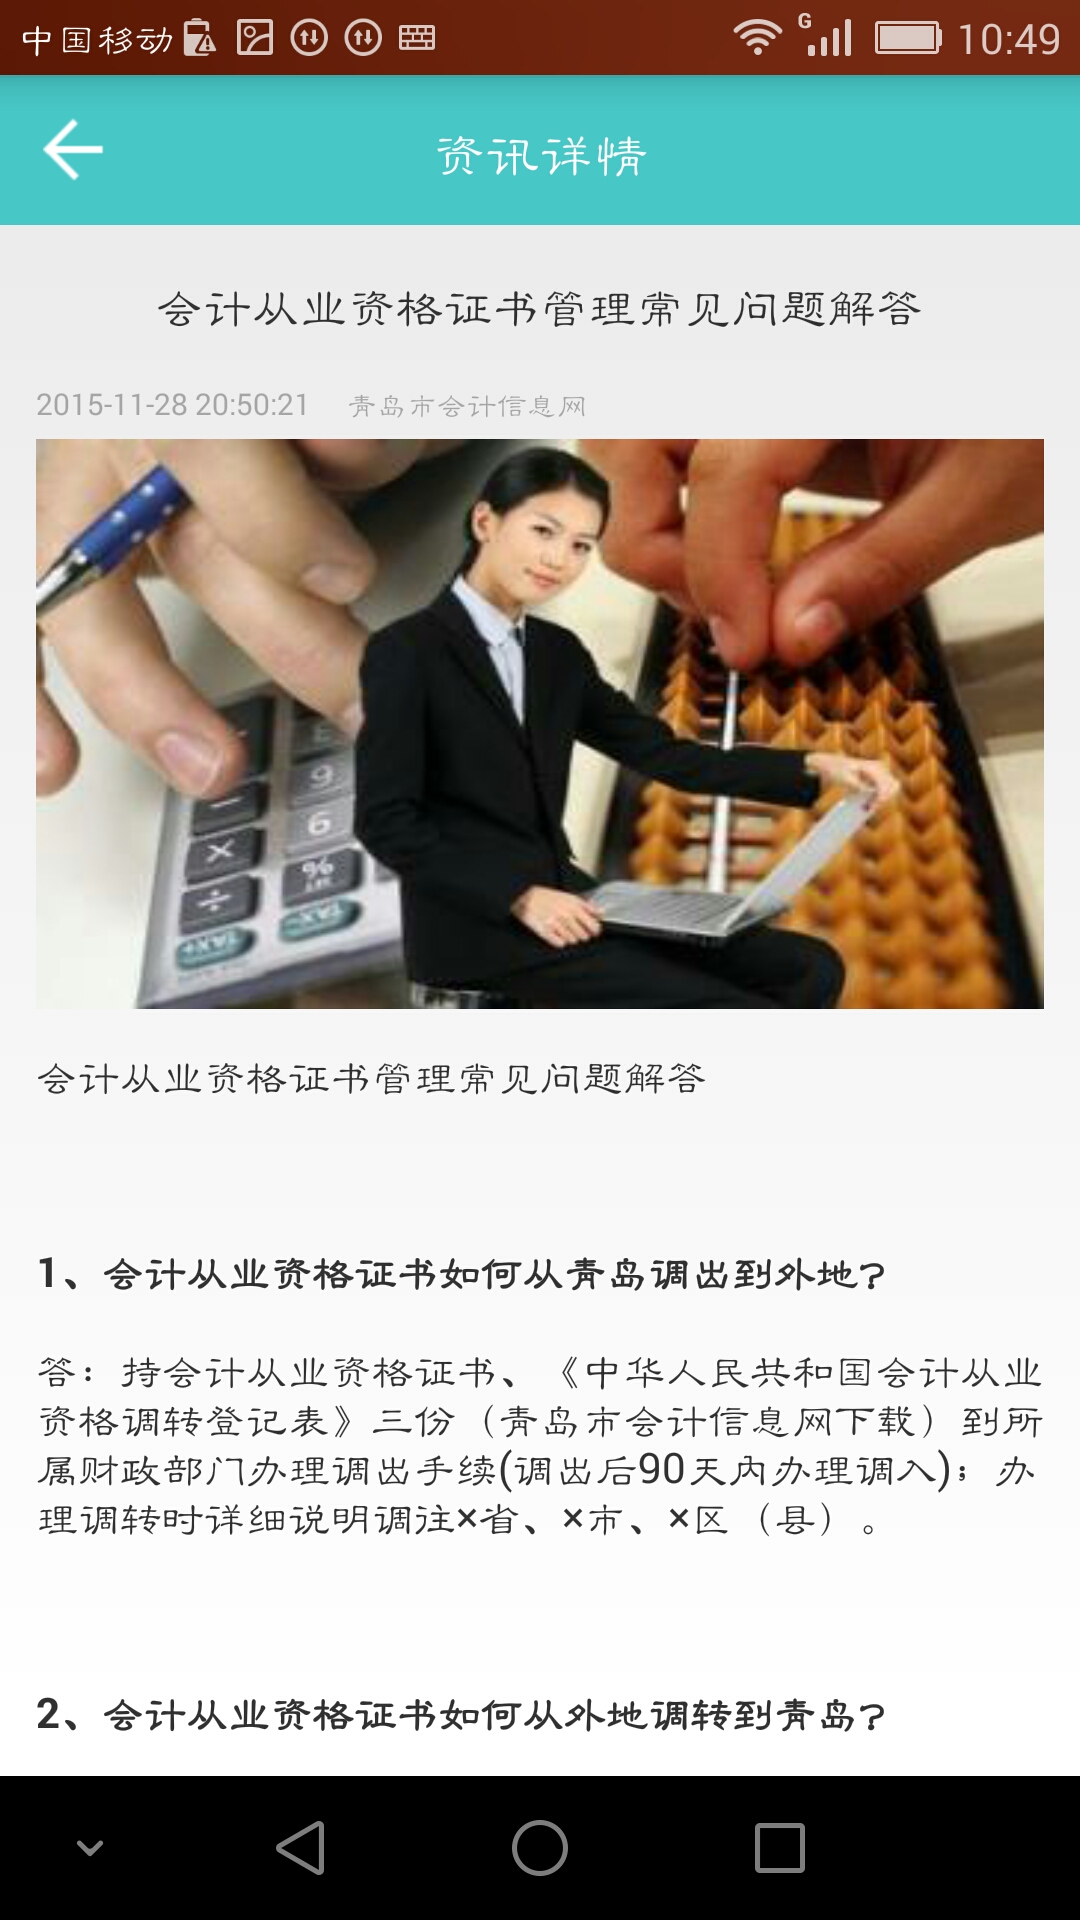 中国移动 G 10:49
资讯详情
会计从业资格证书管理常见问题解答
2015-11-28 20:50:21 青岛市会计信息网
9
6
%
TAX+
TAX-
会计从业资格证书管理常见问题解答
1、会计从业资格证书如何从青岛调出到外地?
答：持会计从业资格证书、《中华人民共和国会计从业
资格调转登记表》三份（青岛市会计信息网下载）到所
属财政部门办理调出手续(调出后90天内办理调入)；办
理调转时详细说明调往×省、×市、×区（县）。
2、会计从业资格证书如何从外地调转到青岛?